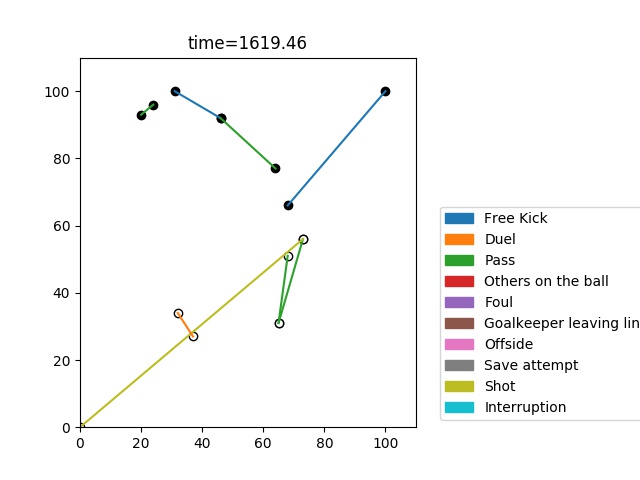 time=1619.46
100
80
60
40
20
0
0 20 40 60 80 100
Free Kick
Duel
Pass
Others on the ball
Foul
Goalkeeper leaving lin
Offside
Save attempt
Shot
Interruption